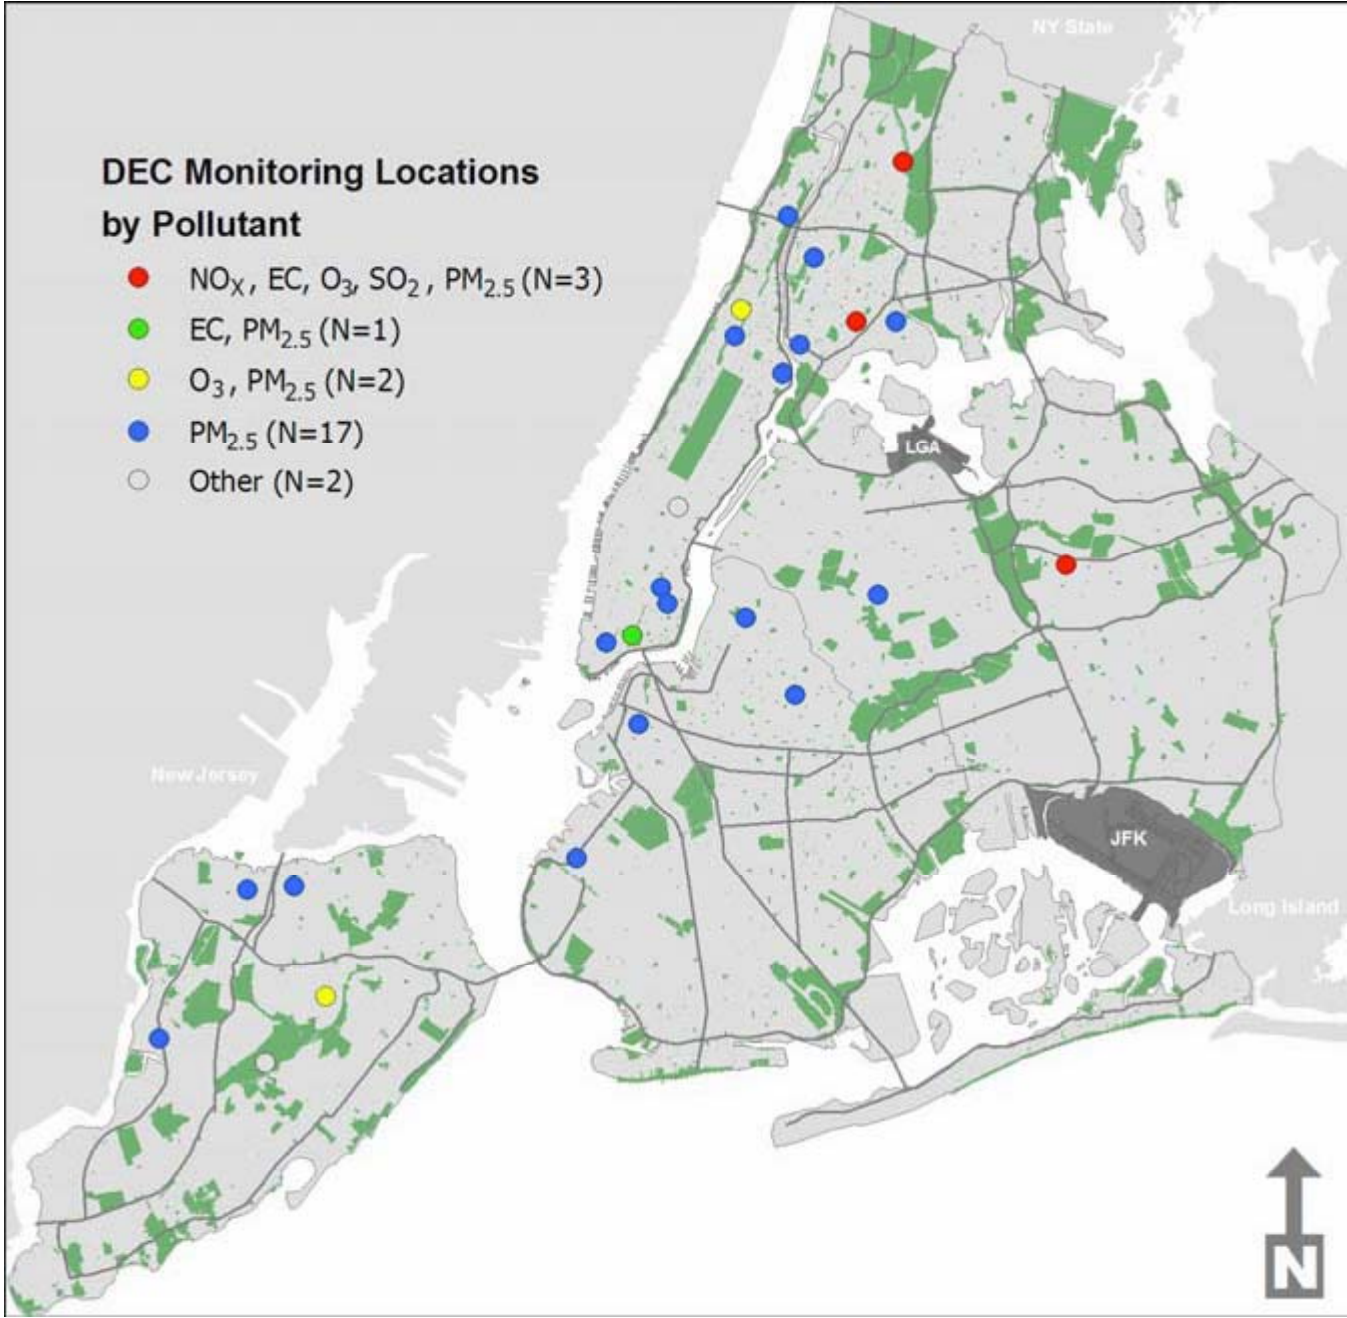 NY State
DEC Monitoring Locations
by Pollutant
NOX, EC, O3, SO2, PM2.5 (N=3)
EC, PM2.5 (N=1)
O3, PM2.5 (N=2)
PM2.5 (N=17)
Other (N=2)
LGA
New Jersey
JFK
Long Island
N